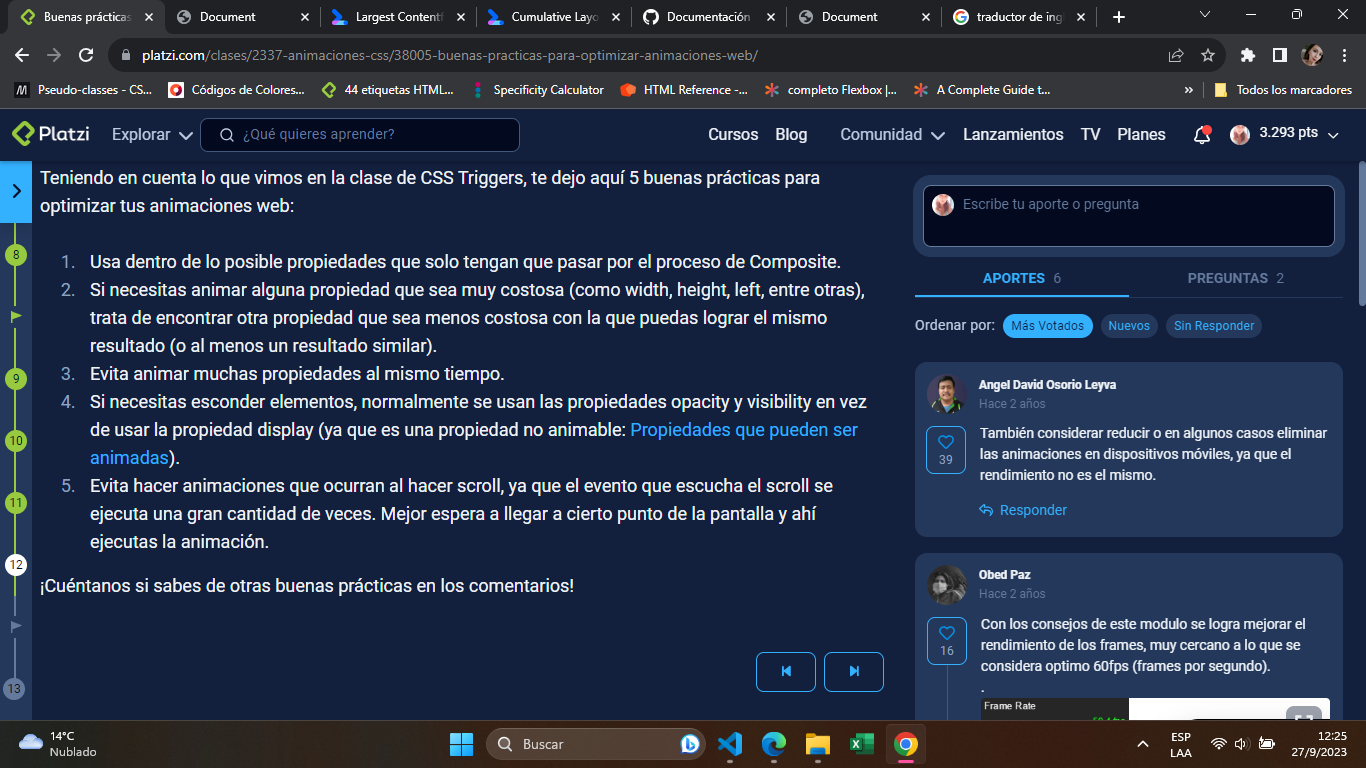 Buenas prácticas
Document
Largest Contentf
Cumulative Layo
Documentación
Document
traductor de ing
platzi.com/clases/2337-animaciones-css/38005-buenas-practicas-para-optimizar-animaciones-web/
Pseudo-classes - CS...
Códigos de Colores...
44 etiquetas HTML...
Specificity Calculator
HTML Reference -...
completo Flexbox |...
A Complete Guide t...
»
Todos los marcadores
Platzi
Explorar
¿Qué quieres aprender?
Cursos
Blog
Comunidad
Lanzamientos
TV
Planes
3.293 pts
8
9
10
11
12
13
Teniendo en cuenta lo que vimos en la clase de CSS Triggers, te dejo aquí 5 buenas prácticas para
optimizar tus animaciones web:
1. Usa dentro de lo posible propiedades que solo tengan que pasar por el proceso de Composite.
2. Si necesitas animar alguna propiedad que sea muy costosa (como width, height, left, entre otras),
trata de encontrar otra propiedad que sea menos costosa con la que puedas lograr el mismo
resultado (o al menos un resultado similar).
3. Evita animar muchas propiedades al mismo tiempo.
4. Si necesitas esconder elementos, normalmente se usan las propiedades opacity y visibility en vez
de usar la propiedad display (ya que es una propiedad no animable: Propiedades que pueden ser
animadas).
5. Evita hacer animaciones que ocurran al hacer scroll, ya que el evento que escucha el scroll se
ejecuta una gran cantidad de veces. Mejor espera a llegar a cierto punto de la pantalla y ahí
ejecutas la animación.
¡Cuéntanos si sabes de otras buenas prácticas en los comentarios!
Escribe tu aporte o pregunta
APORTES 6
PREGUNTAS 2
Ordenar por: Más Votados Nuevos Sin Responder
Angel David Osorio Leyva
Hace 2 años
39
También considerar reducir o en algunos casos eliminar
las animaciones en dispositivos móviles, ya que el
rendimiento no es el mismo.
Responder
Obed Paz
Hace 2 años
16
Con los consejos de este modulo se logra mejorar el
rendimiento de los frames, muy cercano a lo que se
considera optimo 60fps (frames por segundo).
.
Frame Rate
14°C
Nublado
Buscar
ESP
LAA
12:25
27/9/2023